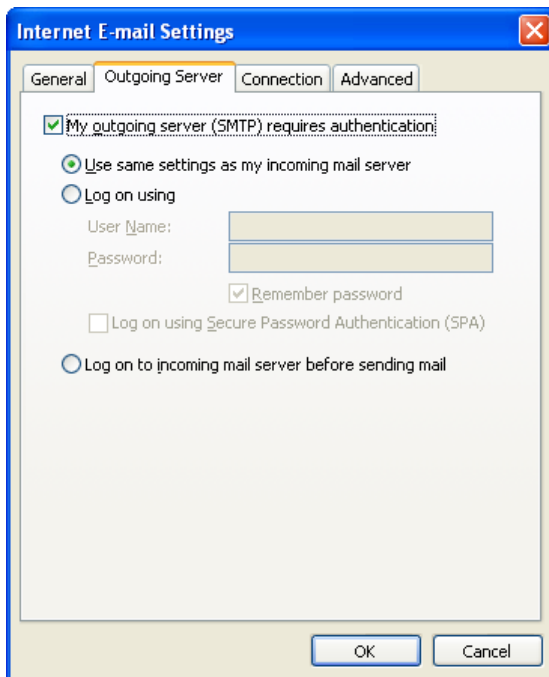 Internet E-mail Settings
General Outgoing Server Connection Advanced
My outgoing server (SMTP) requires authentication
Use same settings as my incoming mail server
Log on using
User Name:
Password:
Remember password
Log on using Secure Password Authentication (SPA)
Log on to incoming mail server before sending mail
OK Cancel